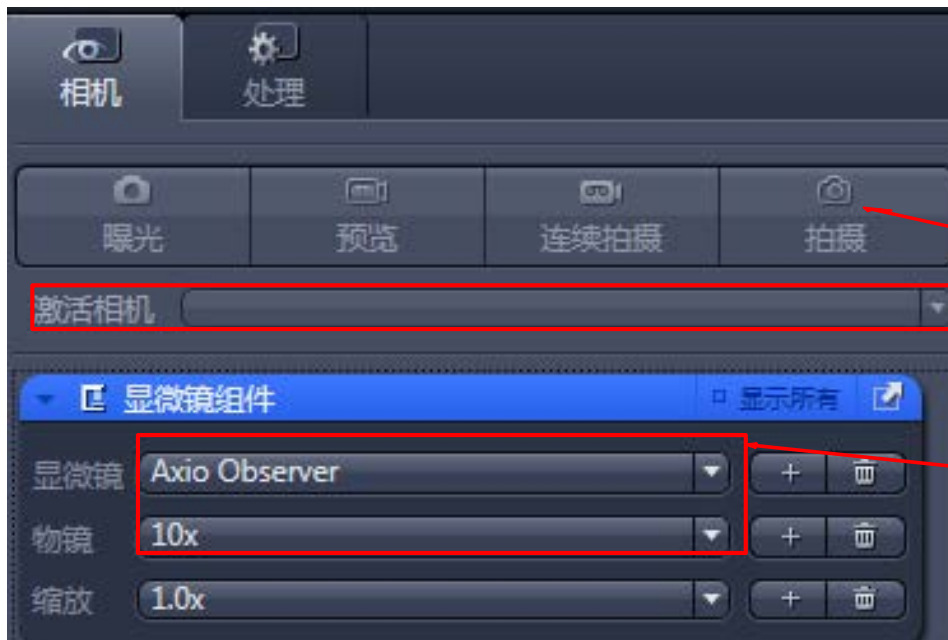 相机 处理
曝光 预览 连续拍摄 拍摄
激活相机
显微镜组件 显示所有
显微镜 Axio Observer
物镜 10x
缩放 1.0x